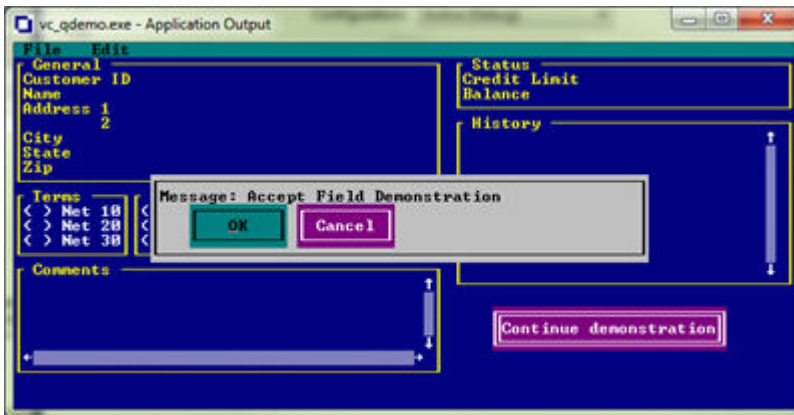 vc_qdemo.exe - Application Output
File Edit
General
Customer ID
Name
Address 1
2
City
State
Zip
Status
Credit Limit
Balance
History
Message: Accept Field Demonstration
OK Cancel
Terms
( ) Net 10
( ) Net 20
( ) Net 30
Comments
Continue demonstration